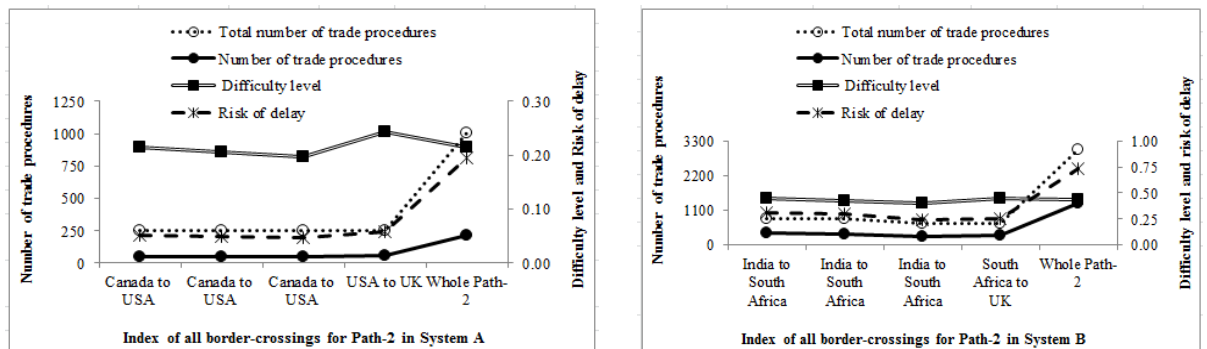 Total number of trade procedures
Number of trade procedures
Difficulty level
Risk of delay
Number of trade procedures
1250
1000
750
500
250
0
0.30
0.20
0.10
0.00
Difficulty level and Risk of delay
Canada to USA
Canada to USA
Canada to USA
USA to UK
Whole Path-2
Index of all border-crossings for Path-2 in System A
Total number of trade procedures
Number of trade procedures
Difficulty level
Risk of delay
Number of trade procedures
3300
2200
1100
0
1.00
0.75
0.50
0.25
0.00
Difficulty level and risk of delay
India to South Africa
India to South Africa
India to South Africa
South Africa to UK
Whole Path-2
Index of all border-crossings for Path-2 in System B